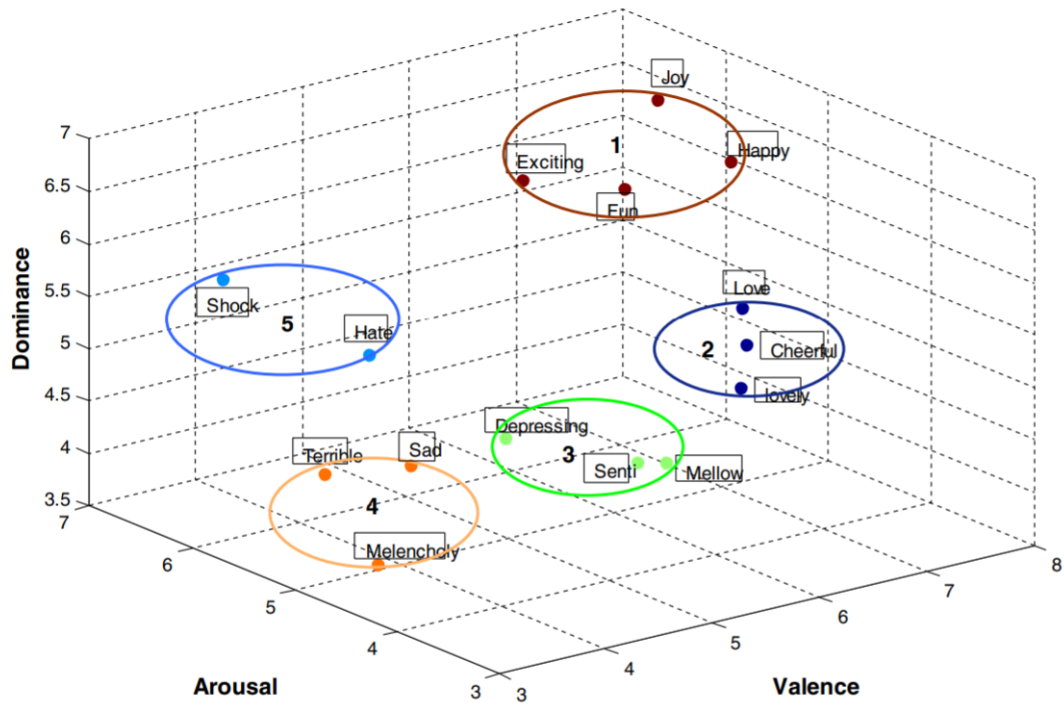 Joy
1
Happy
Exciting
Fun
7
6.5
6
5.5
5
4.5
4
3.5
Dominance
Shock
5
Hate
Love
2
Cheerful
lovely
Depressing
3
Senti
Mellow
Terrible
Sad
4
Melencholy
7
6
5
4
3
Arousal
3
4
5
6
7
8
Valence